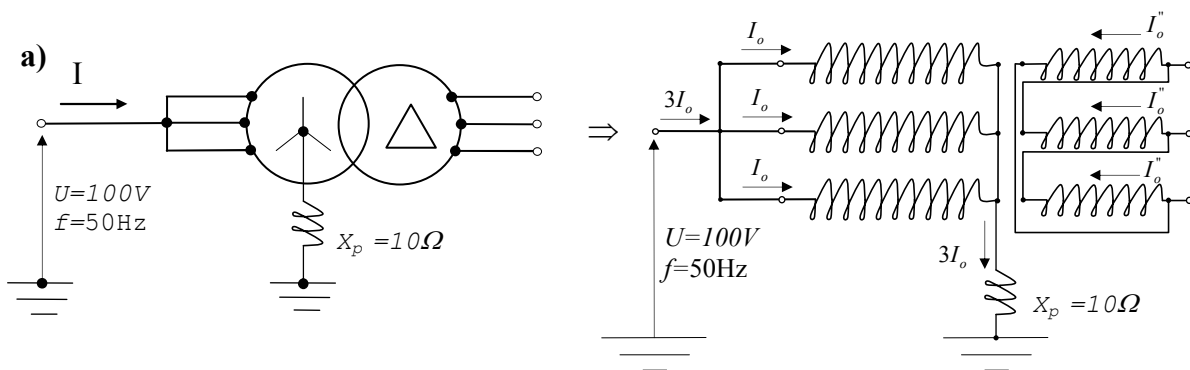 a)
I
U=100V
f=50Hz
X_p =10Ω
⇒
I_o
I_o
I_o
3I_o
U=100V
f=50Hz
3I_o
X_p =10Ω
I_o"
I_o"
I_o"